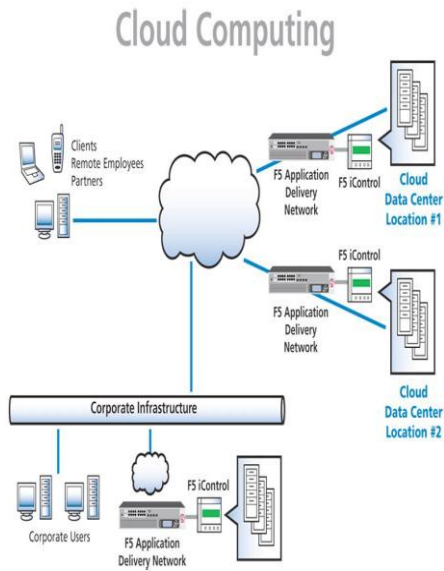 Cloud Computing
Clients
Remote Employees
Partners
F5 Application
Delivery
Network
F5 iControl
Cloud
Data Center
Location #1
F5 iControl
F5 Application
Delivery
Network
Cloud
Data Center
Location #2
Corporate Infrastructure
Corporate Users
F5 iControl
F5 Application
Delivery Network